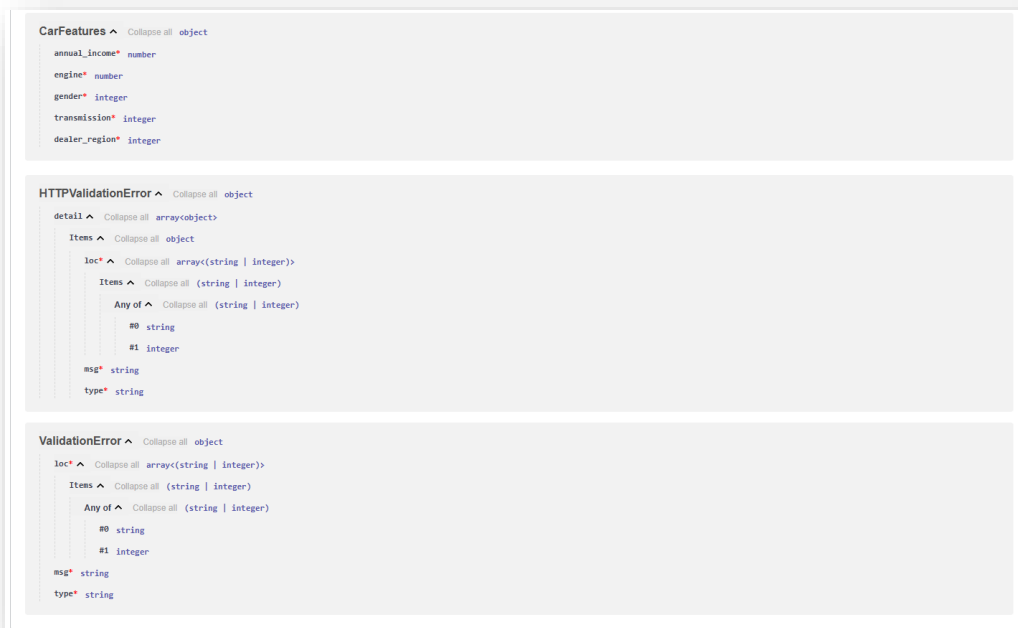 CarFeatures Collapse all object
annual_income* number
engine* number
gender* integer
transmission* integer
dealer_region* integer
HTTPValidationError Collapse all object
detail Collapse all array<object>
Items Collapse all object
loc* Collapse all array<(string | integer)>
Items Collapse all (string | integer)
Any of Collapse all (string | integer)
#0 string
#1 integer
msg* string
type* string
ValidationError Collapse all object
loc* Collapse all array<(string | integer)>
Items Collapse all (string | integer)
Any of Collapse all (string | integer)
#0 string
#1 integer
msg* string
type* string